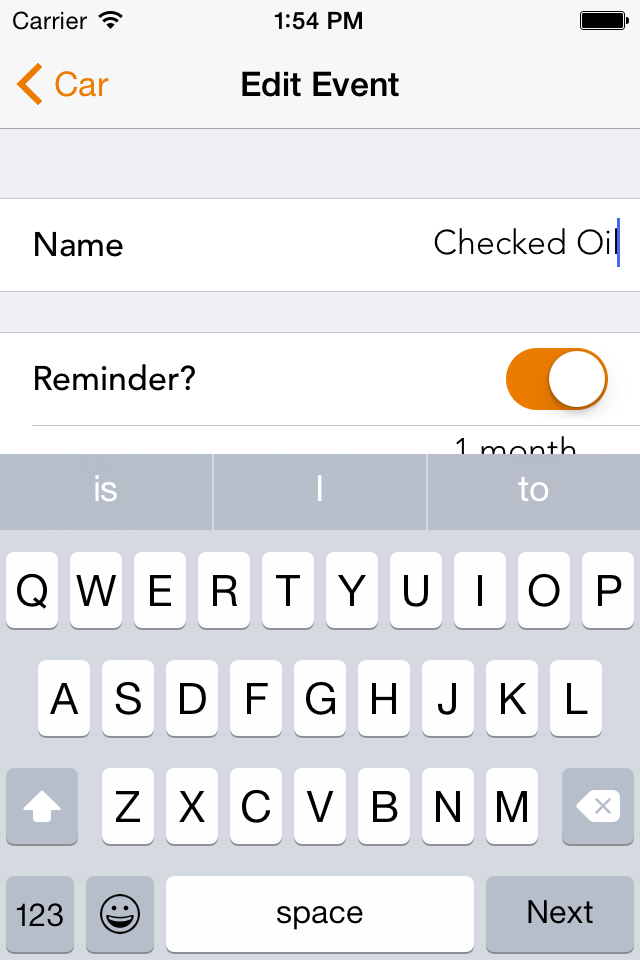 Carrier 1:54 PM
Car Edit Event
Name Checked Oil
Reminder?
1 month
is I to
Q W E R T Y U I O P
A S D F G H J K L
Z X C V B N M
123 space Next